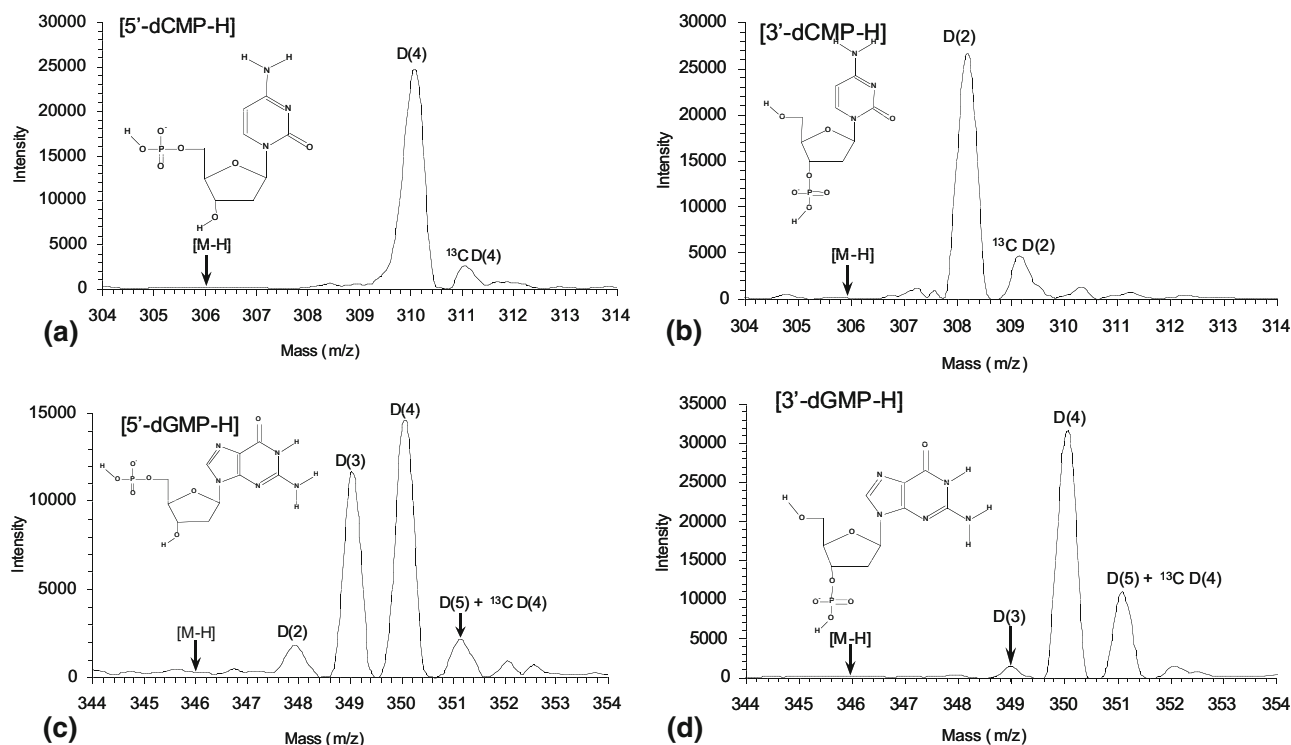 [5'-dCMP-H]
30000
25000
20000
15000
10000
5000
0
Intensity
D(4)
H H
N
N
N
O
O
O-
H
O
P
O
O
O
O
H
[M-H]
13C D(4)
304 305 306 307 308 309 310 311 312 313 314
Mass (m/z)
(a)
[3'-dCMP-H]
30000
25000
20000
15000
10000
5000
0
Intensity
D(2)
H H
N
N
N
O
H
O
O
O
O-
P
O
O
H
[M-H]
13C D(2)
304 305 306 307 308 309 310 311 312 313 314
Mass (m/z)
(b)
[5'-dGMP-H]
15000
10000
5000
0
Intensity
D(4)
D(3)
O
N
N
H
N
N
N
H
H
O-
H
O
P
O
O
O
O
H
[M-H]
D(2)
D(5) + 13C D(4)
344 345 346 347 348 349 350 351 352 353 354
Mass (m/z)
(c)
[3'-dGMP-H]
35000
30000
25000
20000
15000
10000
5000
0
Intensity
D(4)
O
N
N
H
N
N
N
H
H
H
O
O
O
O-
P
O
O
H
[M-H]
D(3)
D(5) + 13C D(4)
344 345 346 347 348 349 350 351 352 353 354
Mass (m/z)
(d)